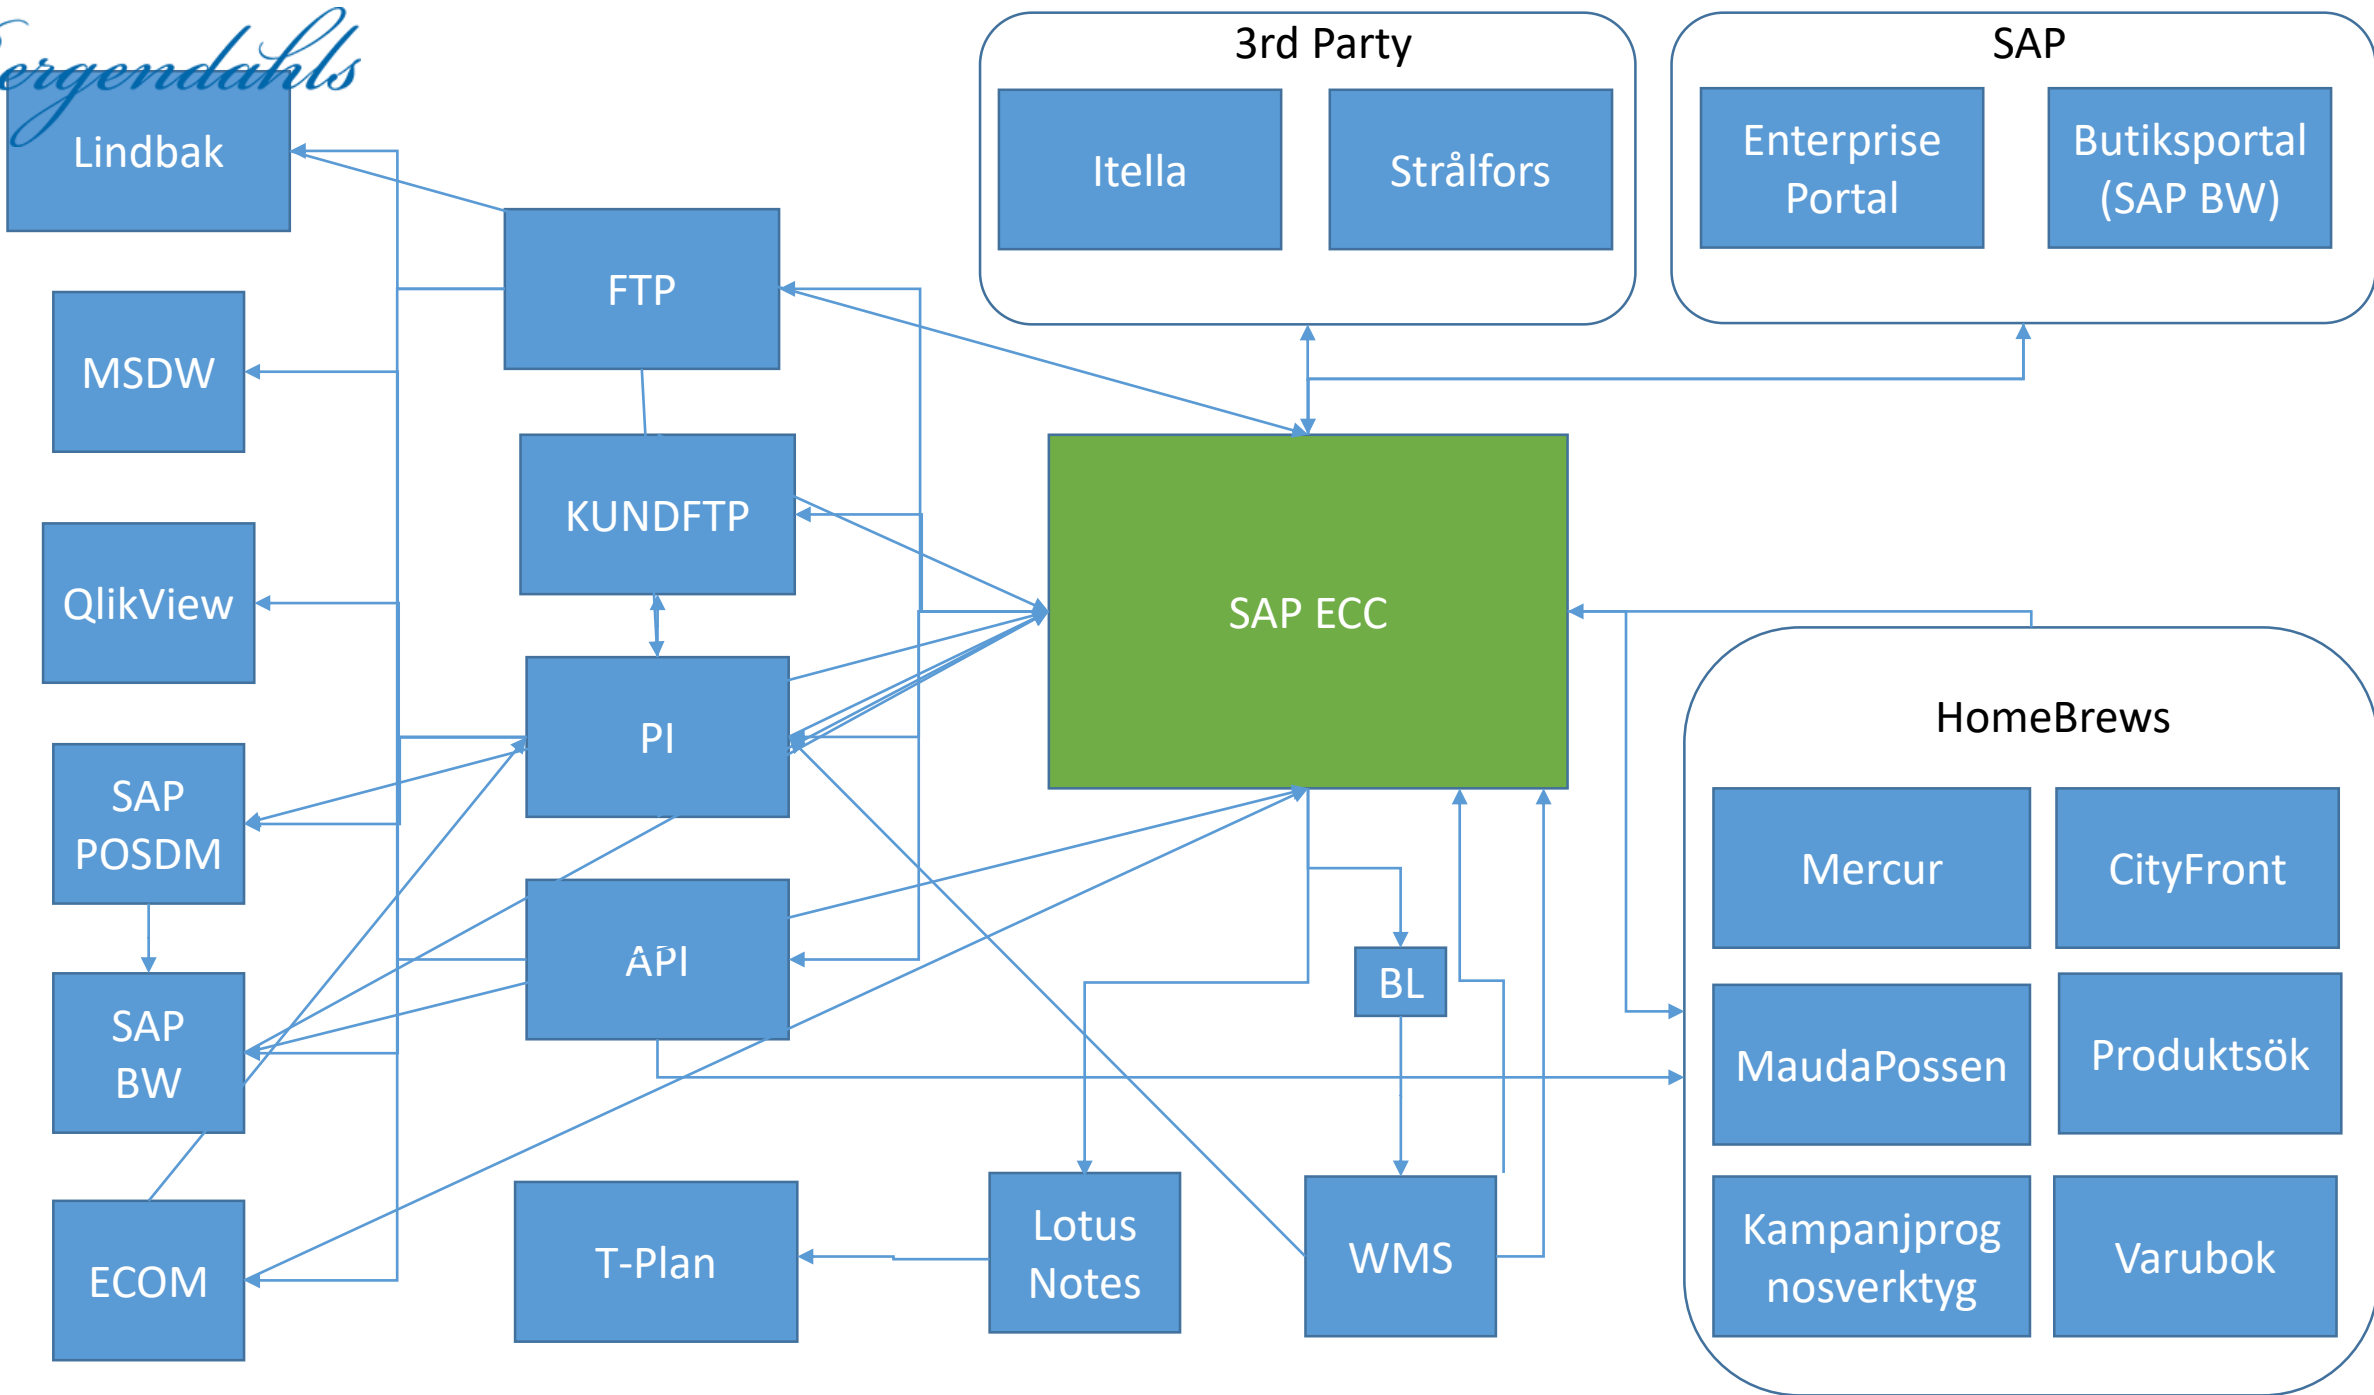 Bergendahls
3rd Party
SAP
Lindbak
Itella
Strålfors
Enterprise
Portal
Butiksportal
(SAP BW)
FTP
MSDW
KUNDFTP
QlikView
SAP ECC
PI
HomeBrews
SAP
POSDM
Mercur
CityFront
API
BL
SAP
BW
MaudaPossen
Produktsök
T-Plan
Lotus
Notes
WMS
Kampanjprog
nosverktyg
Varubok
ECOM